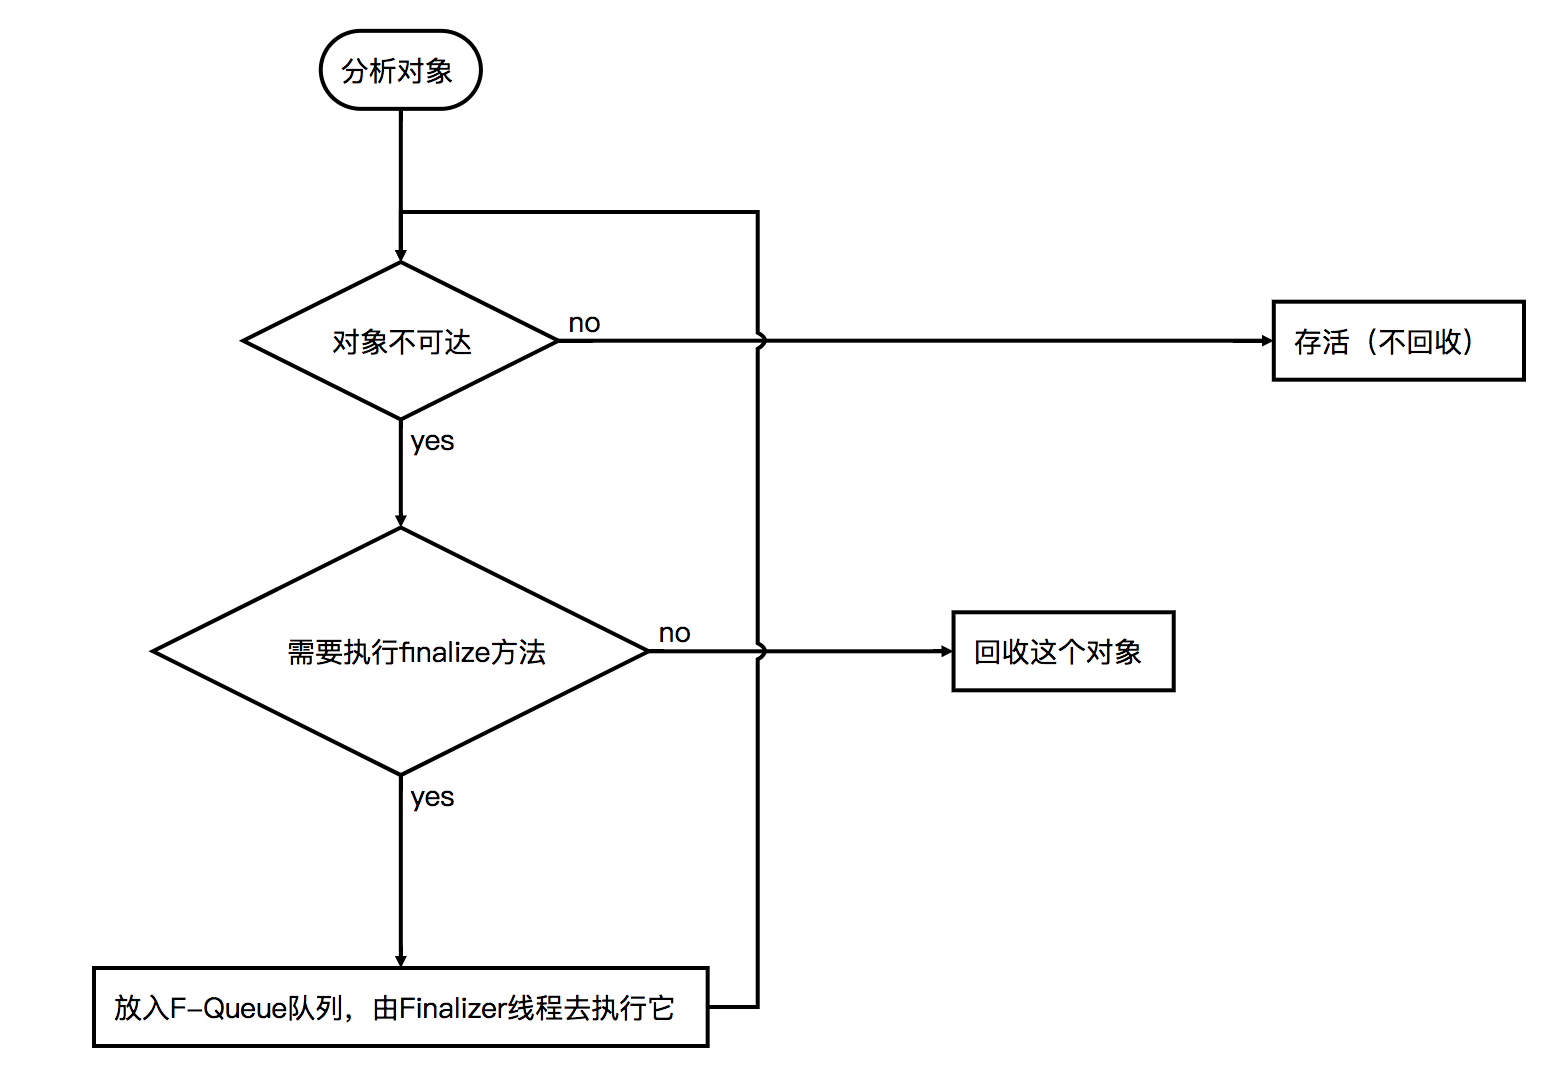 分析对象
对象不可达
no
存活（不回收）
yes
需要执行finalize方法
no
回收这个对象
yes
放入F-Queue队列，由Finalizer线程去执行它